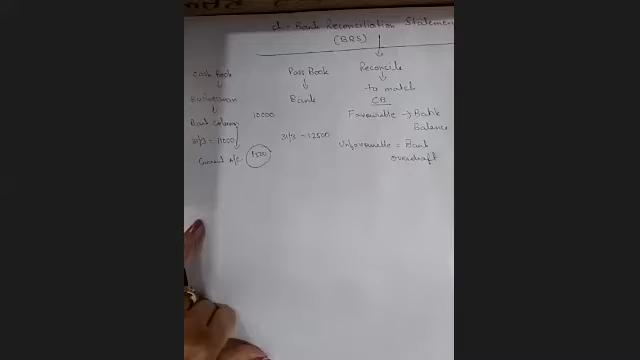 ch - Bank Reconciliation Statement
(BRS)
Cash Book
Businessman
Bank column
31/3 - 11000
Current A/c
10000
Pass Book
Bank
31/3 - 12500
Reconcile
to match
CB
Favourable → Bank
Balance
Unfavourable = Bank
overdraft